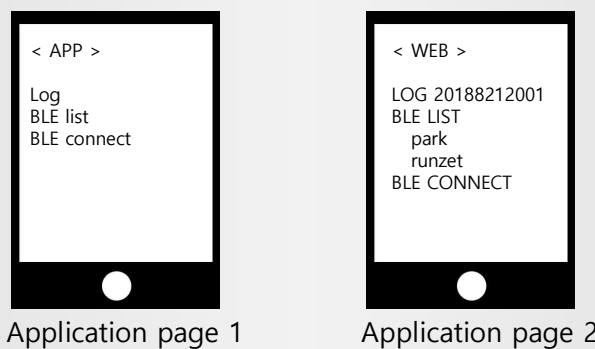 < APP >
Log
BLE list
BLE connect
Application page 1
< WEB >
LOG 20188212001
BLE LIST
park
runzet
BLE CONNECT
Application page 2